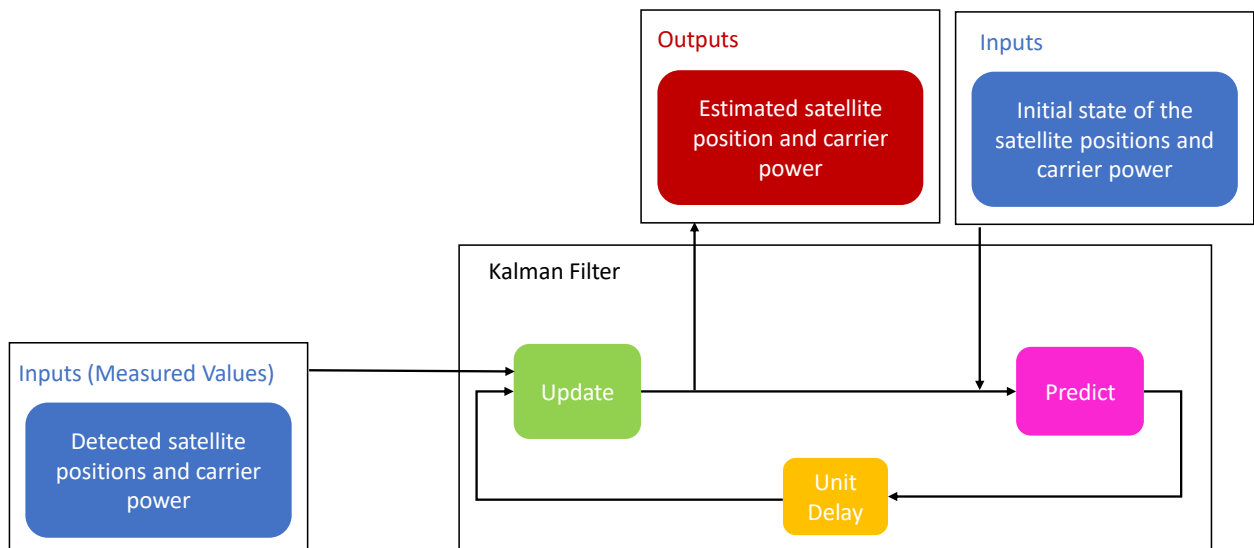 Outputs
Estimated satellite
position and carrier
power
Inputs
Initial state of the
satellite positions and
carrier power
Kalman Filter
Inputs (Measured Values)
Detected satellite
positions and carrier
power
Update
Predict
Unit
Delay